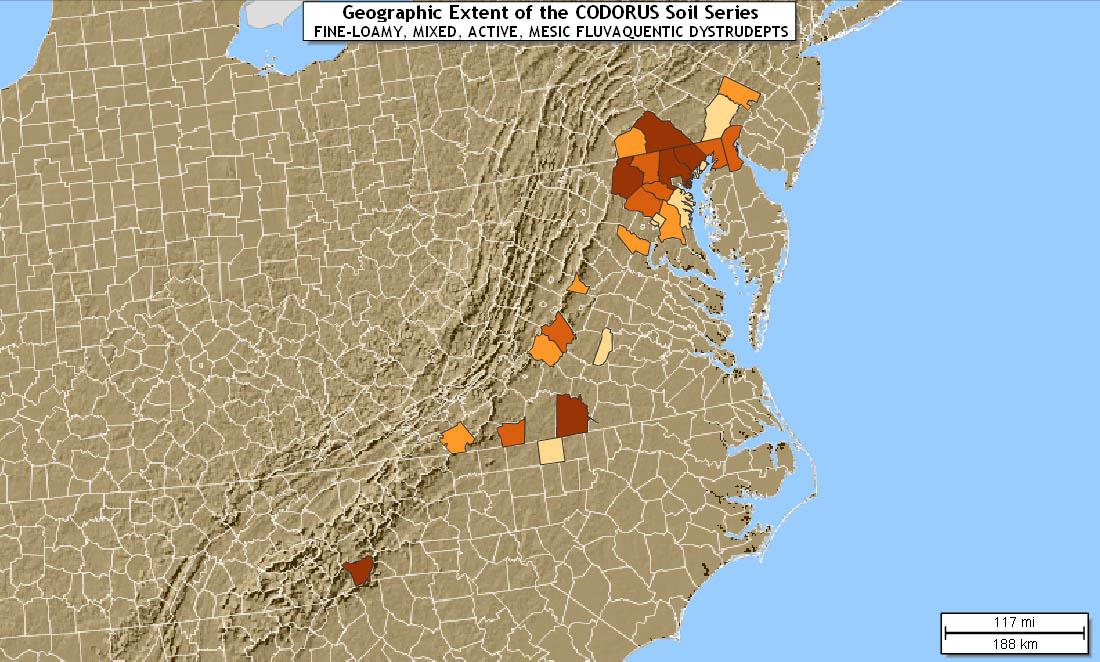 Geographic Extent of the CODORUS Soil Series
FINE-LOAMY, MIXED, ACTIVE, MESIC FLUVAQUENTIC DYSTRUDEPTS
117 mi
188 km